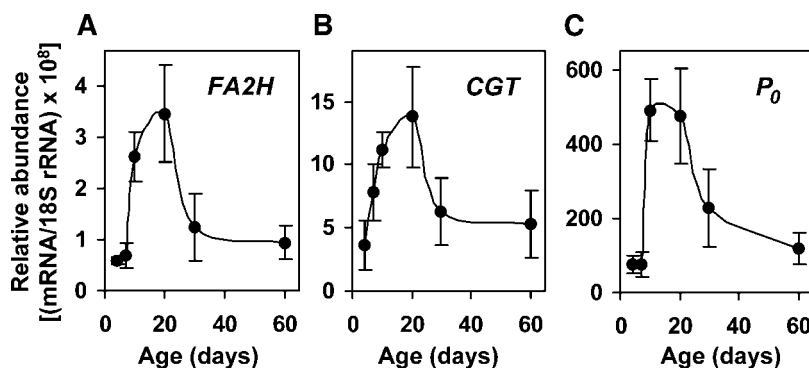 A
B
C
Relative abundance
[(mRNA/18S rRNA) x 10⁸]
FA2H
CGT
P₀
4
3
2
1
0
15
10
5
0
600
400
200
0
0 20 40 60
0 20 40 60
0 20 40 60
Age (days)
Age (days)
Age (days)